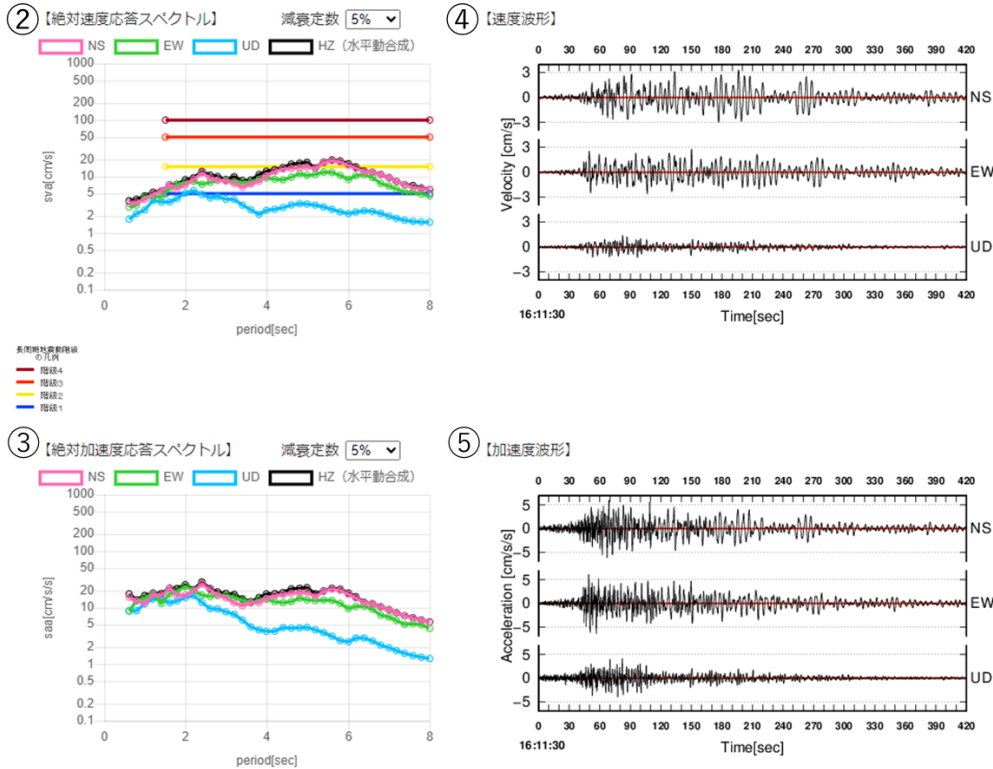 ② 【絶対速度応答スペクトル】 減衰定数 5%
NS EW UD HZ（水平動合成）
1000
500
200
100
50
20
10
5
2
1
0.5
0.2
0.1
sva[cm/s]
0 2 4 6 8
period[sec]
長周期地震動階級
の凡例
階級4
階級3
階級2
階級1
④ 【速度波形】
0 30 60 90 120 150 180 210 240 270 300 330 360 390 420
3
0
−3
NS
3
0
−3
EW
3
0
−3
UD
Velocity [cm/s]
0 30 60 90 120 150 180 210 240 270 300 330 360 390 420
16:11:30
Time[sec]
③ 【絶対加速度応答スペクトル】 減衰定数 5%
NS EW UD HZ（水平動合成）
1000
500
200
100
50
20
10
5
2
1
0.5
0.2
0.1
saa[cm/s/s]
0 2 4 6 8
period[sec]
⑤ 【加速度波形】
0 30 60 90 120 150 180 210 240 270 300 330 360 390 420
5
0
−5
NS
5
0
−5
EW
5
0
−5
UD
Acceleration [cm/s/s]
0 30 60 90 120 150 180 210 240 270 300 330 360 390 420
16:11:30
Time[sec]